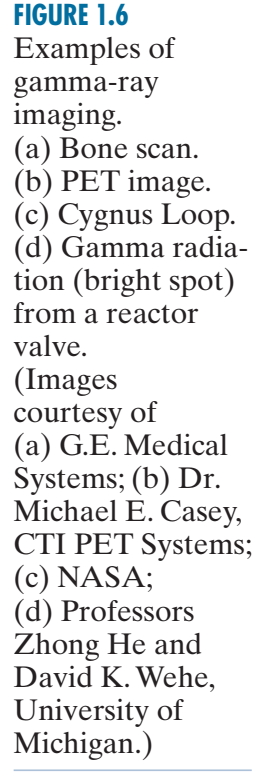 FIGURE 1.6
Examples of
gamma-ray
imaging.
(a) Bone scan.
(b) PET image.
(c) Cygnus Loop.
(d) Gamma radia-
tion (bright spot)
from a reactor
valve.
(Images
courtesy of
(a) G.E. Medical
Systems; (b) Dr.
Michael E. Casey,
CTI PET Systems;
(c) NASA;
(d) Professors
Zhong He and
David K. Wehe,
University of
Michigan.)